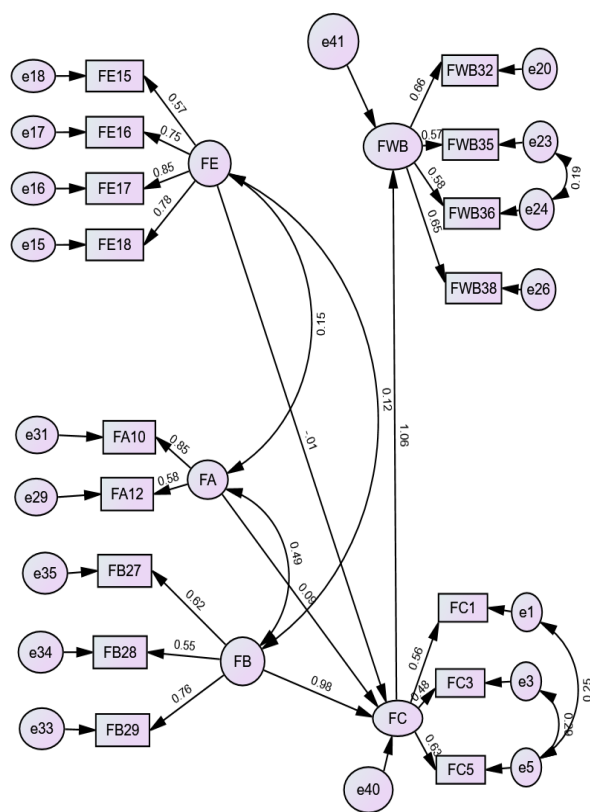 e41
e18
FE15
FWB32
e20
0.57
0.66
e17
FE16
0.75
FWB
0.57
FWB35
e23
FE
e16
FE17
0.85
0.58
0.19
FWB36
e24
e15
FE18
0.78
0.65
FWB38
e26
0.15
0.12
-.01
1.06
e31
FA10
0.85
FA
e29
FA12
0.58
0.49
e35
FB27
0.62
0.09
FC1
e1
0.56
e34
FB28
0.55
FB
0.98
0.48
FC3
e3
0.25
e33
FB29
0.76
FC
0.63
0.29
FC5
e5
e40